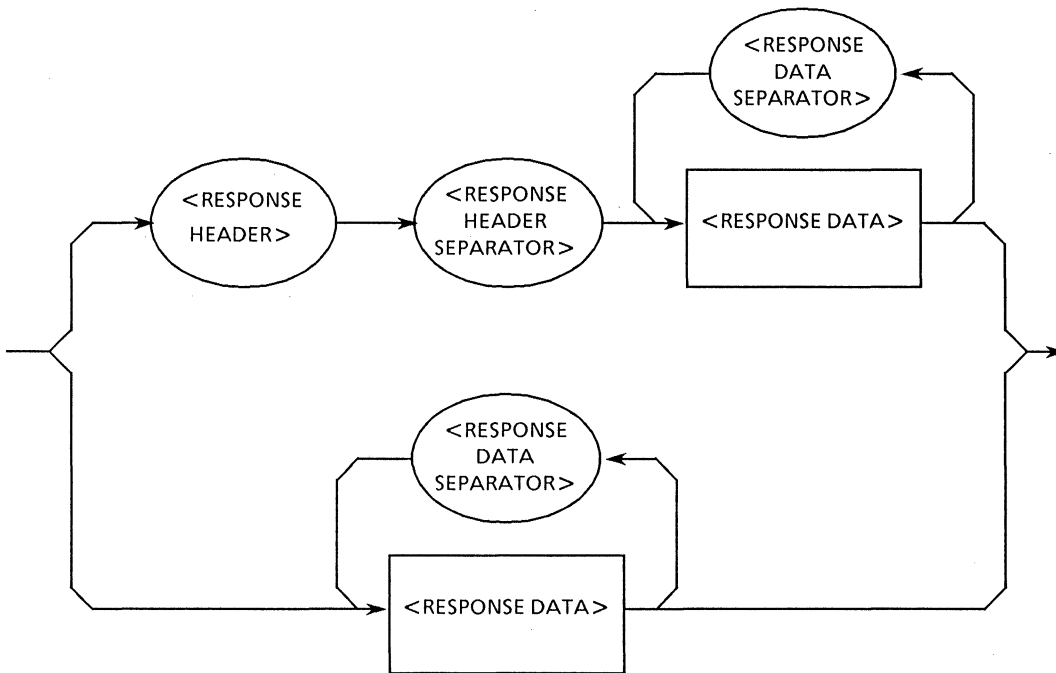 <RESPONSE
DATA
SEPARATOR>
<RESPONSE
HEADER>
<RESPONSE
HEADER
SEPARATOR>
<RESPONSE DATA>
<RESPONSE
DATA
SEPARATOR>
<RESPONSE DATA>